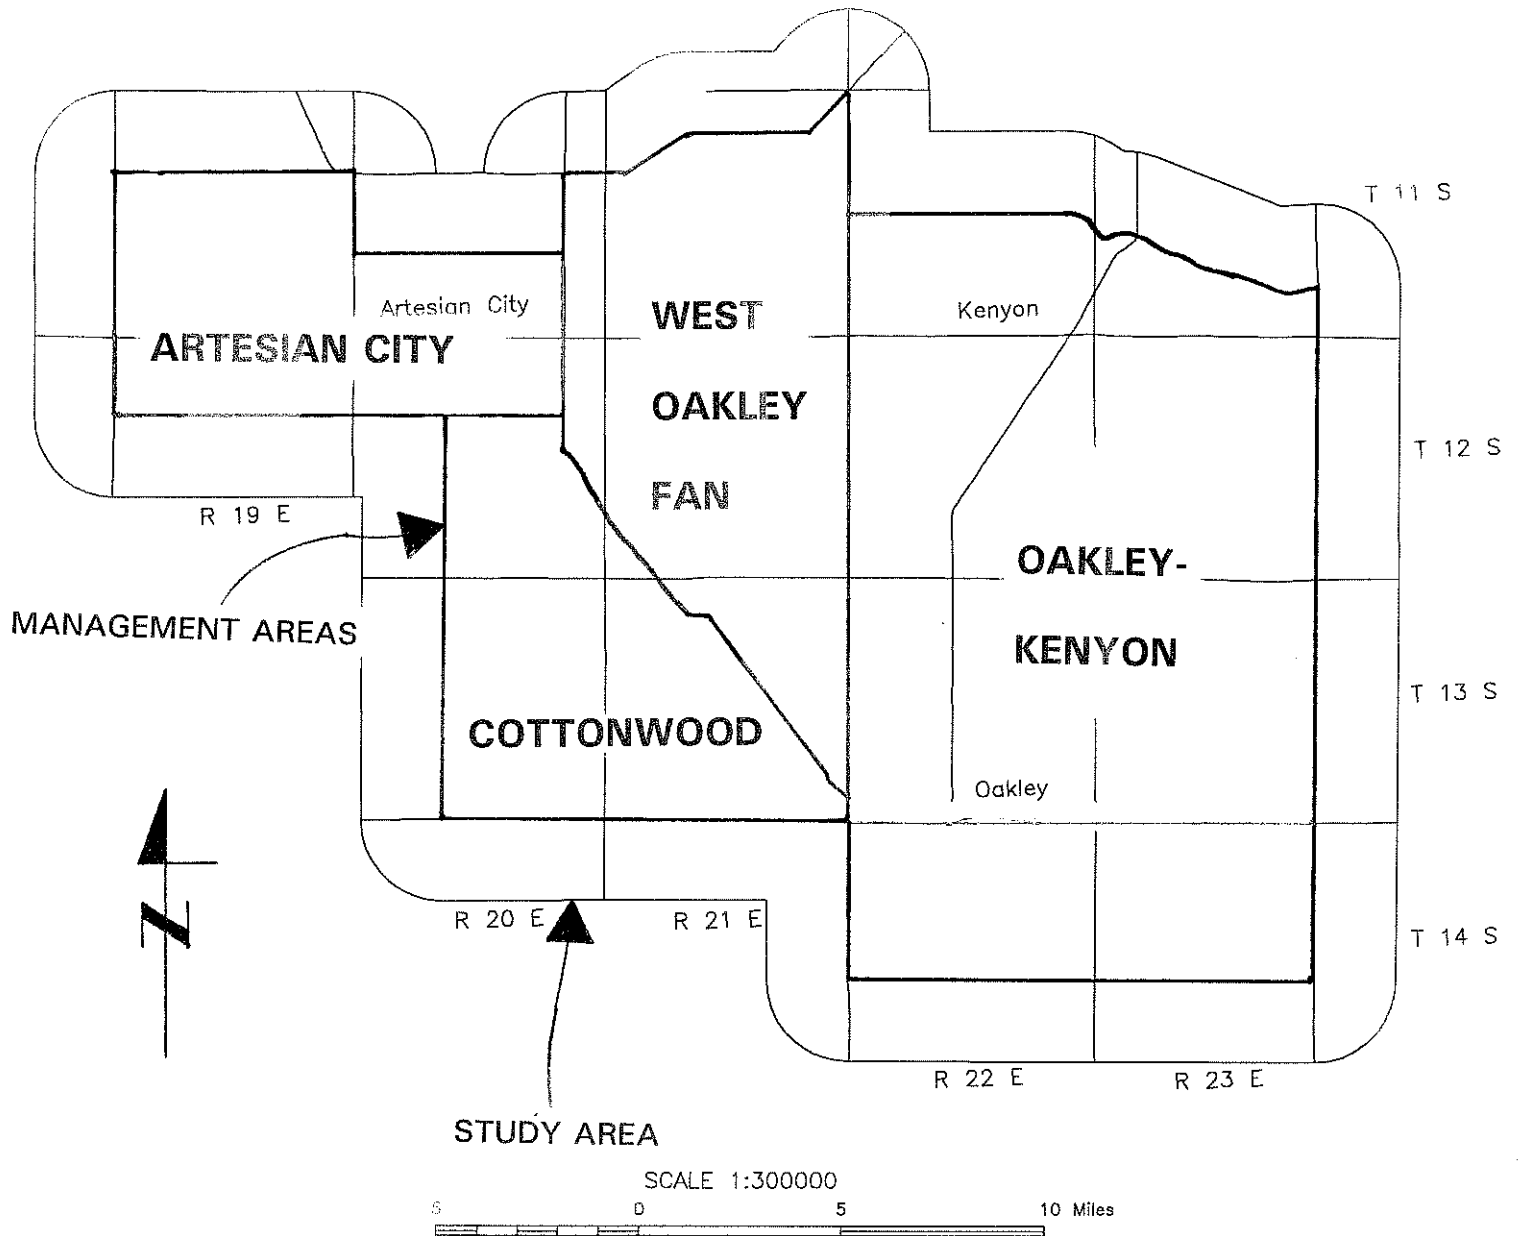 T 11 S
Artesian City
WEST
Kenyon
ARTESIAN CITY
OAKLEY
T 12 S
FAN
R 19 E
OAKLEY-
MANAGEMENT AREAS
KENYON
T 13 S
COTTONWOOD
Oakley
N
R 20 E
R 21 E
T 14 S
R 22 E
R 23 E
STUDY AREA
SCALE 1:300000
5 0 5 10 Miles